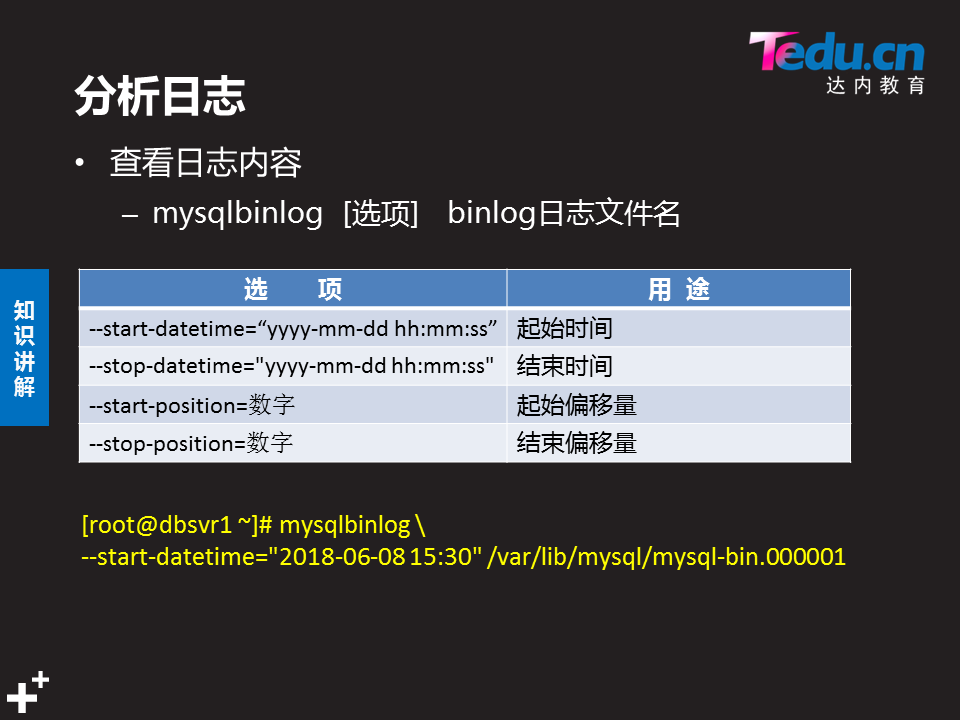 Tedu.cn
达内教育
分析日志
• 查看日志内容
– mysqlbinlog [选项] binlog日志文件名
知识讲解
选 项 用 途
--start-datetime=“yyyy-mm-dd hh:mm:ss” 起始时间
--stop-datetime="yyyy-mm-dd hh:mm:ss" 结束时间
--start-position=数字 起始偏移量
--stop-position=数字 结束偏移量
[root@dbsvr1 ~]# mysqlbinlog \
--start-datetime="2018-06-08 15:30" /var/lib/mysql/mysql-bin.000001